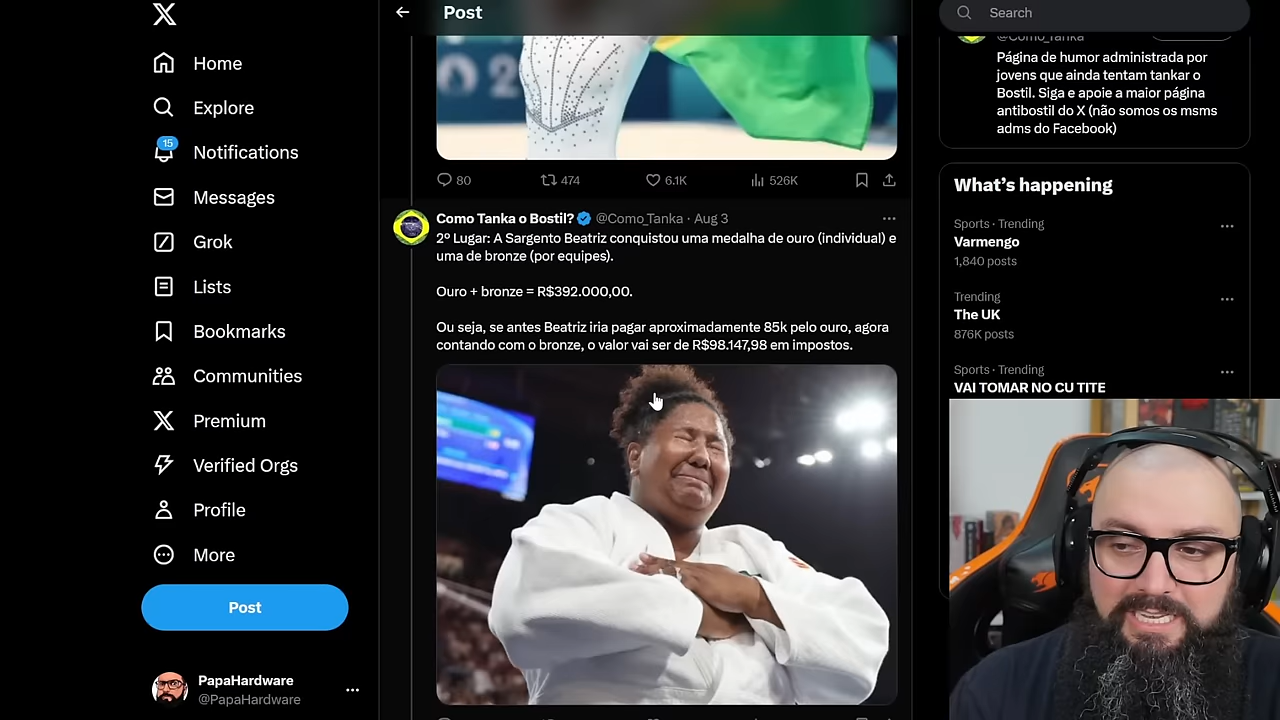 Home
Explore
15
Notifications
Messages
Grok
Lists
Bookmarks
Communities
Premium
Verified Orgs
Profile
More
Post
PapaHardware
@PapaHardware
Post
80
474
6.1K
526K
Como Tanka o Bostil? @Como_Tanka · Aug 3
2º Lugar: A Sargento Beatriz conquistou uma medalha de ouro (individual) e
uma de bronze (por equipes).
Ouro + bronze = R$392.000,00.
Ou seja, se antes Beatriz iria pagar aproximadamente 85k pelo ouro, agora
contando com o bronze, o valor vai ser de R$98.147,98 em impostos.
Search
@Como_Tanka
Página de humor administrada por
jovens que ainda tentam tankar o
Bostil. Siga e apoie a maior página
antibostil do X (não somos os msms
adms do Facebook)
What’s happening
Sports · Trending
Varmengo
1,840 posts
Trending
The UK
876K posts
Sports · Trending
VAI TOMAR NO CU TITE